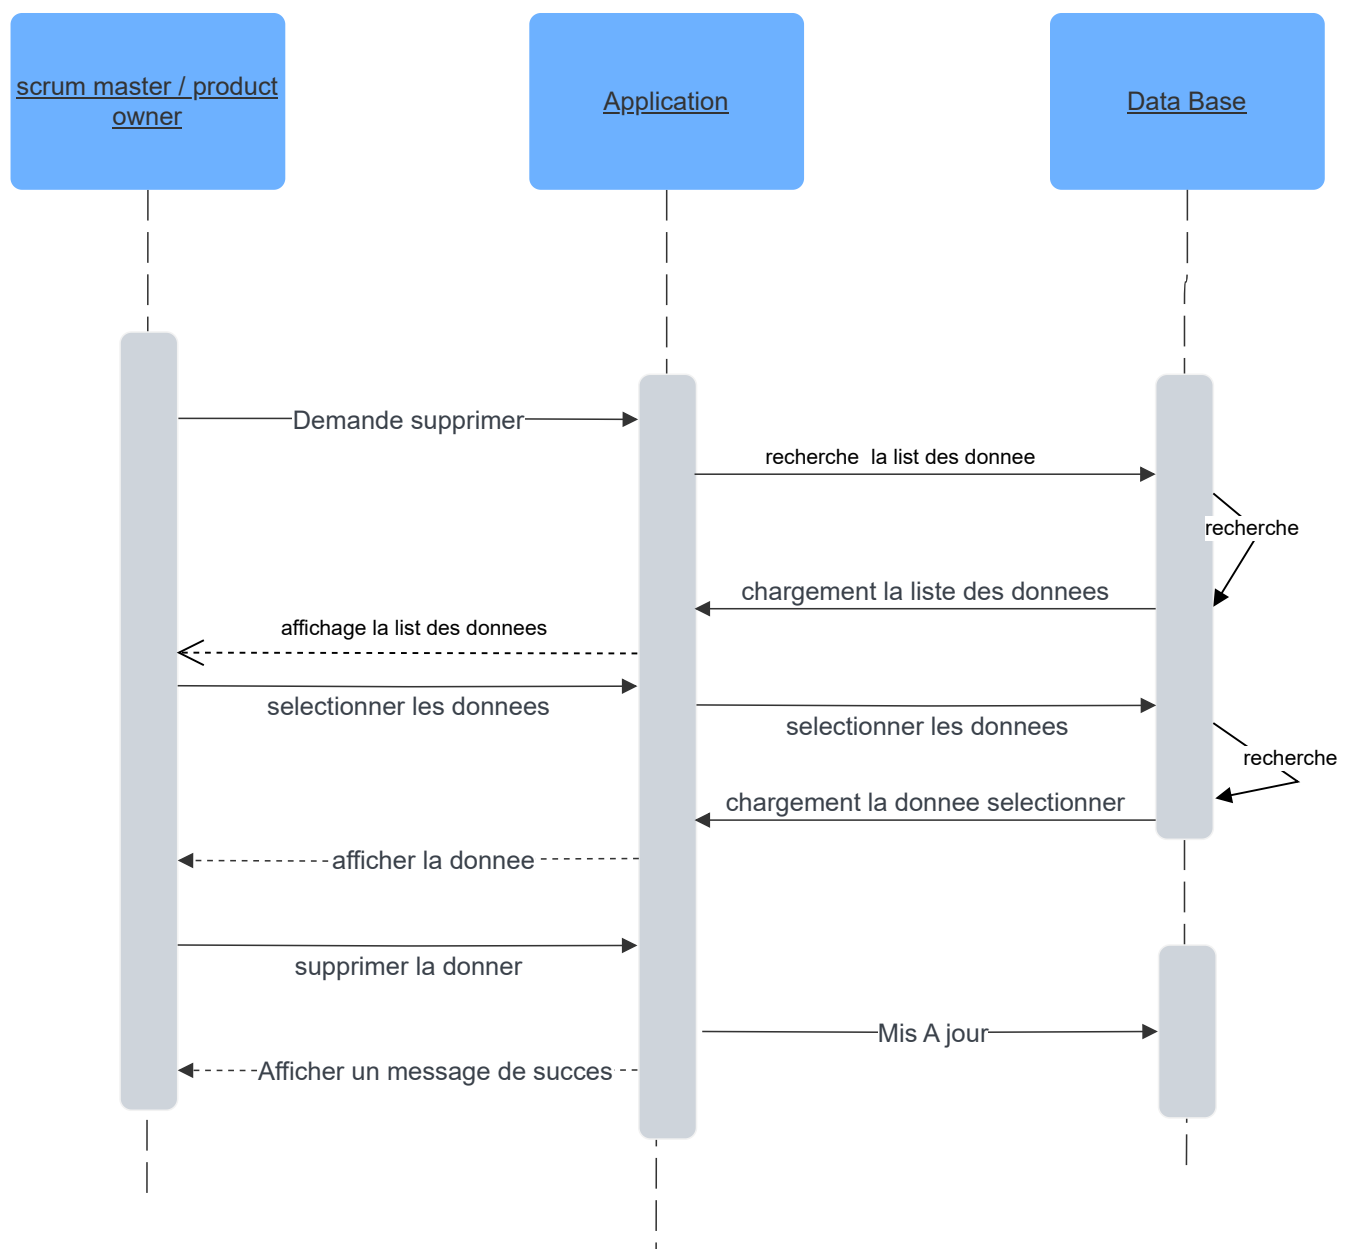 scrum master / product
owner
Application
Data Base
Demande supprimer
recherche  la list des donnee
recherche
chargement la liste des donnees
affichage la list des donnees
selectionner les donnees
selectionner les donnees
recherche
chargement la donnee selectionner
afficher la donnee
supprimer la donner
Mis A jour
Afficher un message de succes